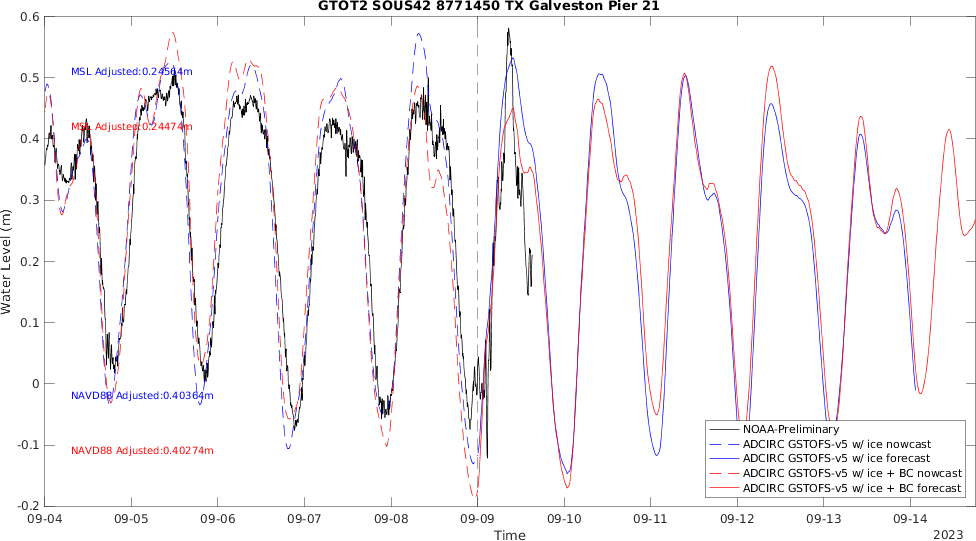 GTOT2 SOUS42 8771450 TX Galveston Pier 21
0.6
0.5
0.4
0.3
0.2
0.1
0
-0.1
-0.2
Water Level (m)
MSL Adjusted:0.24564m
MSL Adjusted:0.24474m
NAVD88 Adjusted:0.40364m
NAVD88 Adjusted:0.40274m
NOAA-Preliminary
ADCIRC GSTOFS-v5 w/ ice nowcast
ADCIRC GSTOFS-v5 w/ ice forecast
ADCIRC GSTOFS-v5 w/ ice + BC nowcast
ADCIRC GSTOFS-v5 w/ ice + BC forecast
09-04 09-05 09-06 09-07 09-08 09-09 09-10 09-11 09-12 09-13 09-14
Time
2023